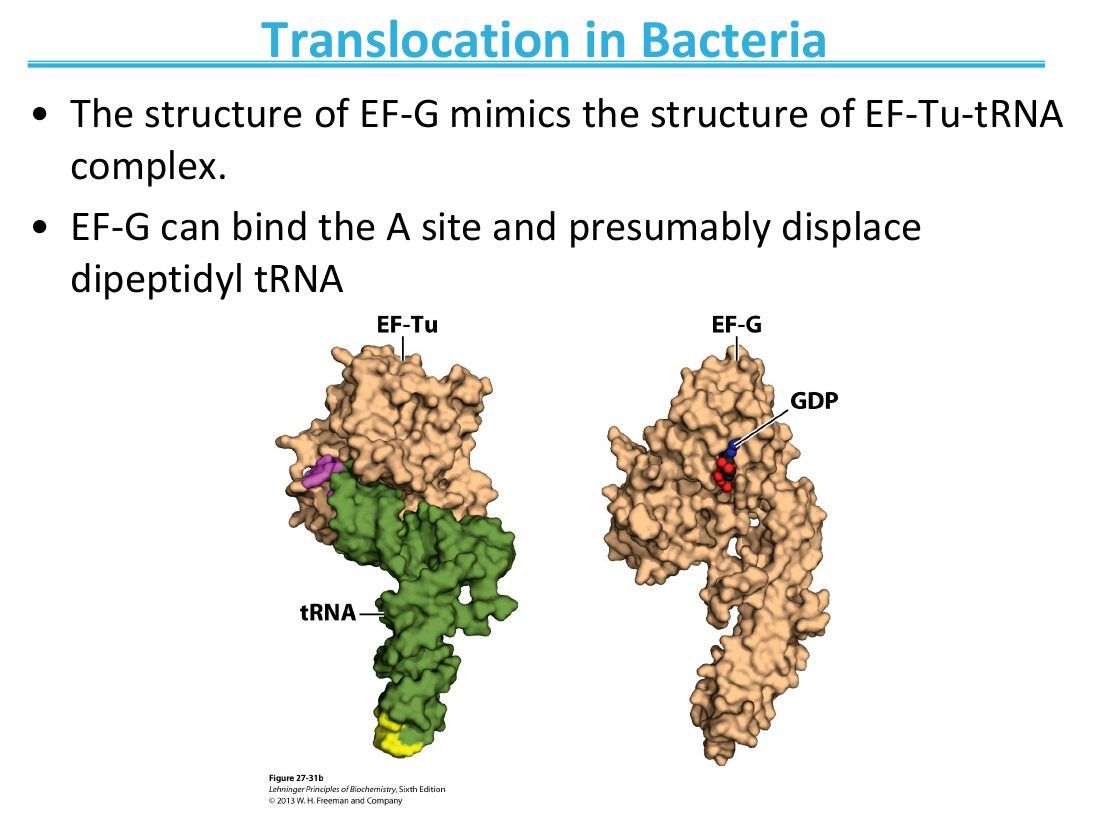 Translocation in Bacteria
• The structure of EF-G mimics the structure of EF-Tu-tRNA
complex.
• EF-G can bind the A site and presumably displace
dipeptidyl tRNA
EF-Tu
EF-G
GDP
tRNA
Figure 27-31b
Lehninger Principles of Biochemistry, Sixth Edition
© 2013 W. H. Freeman and Company